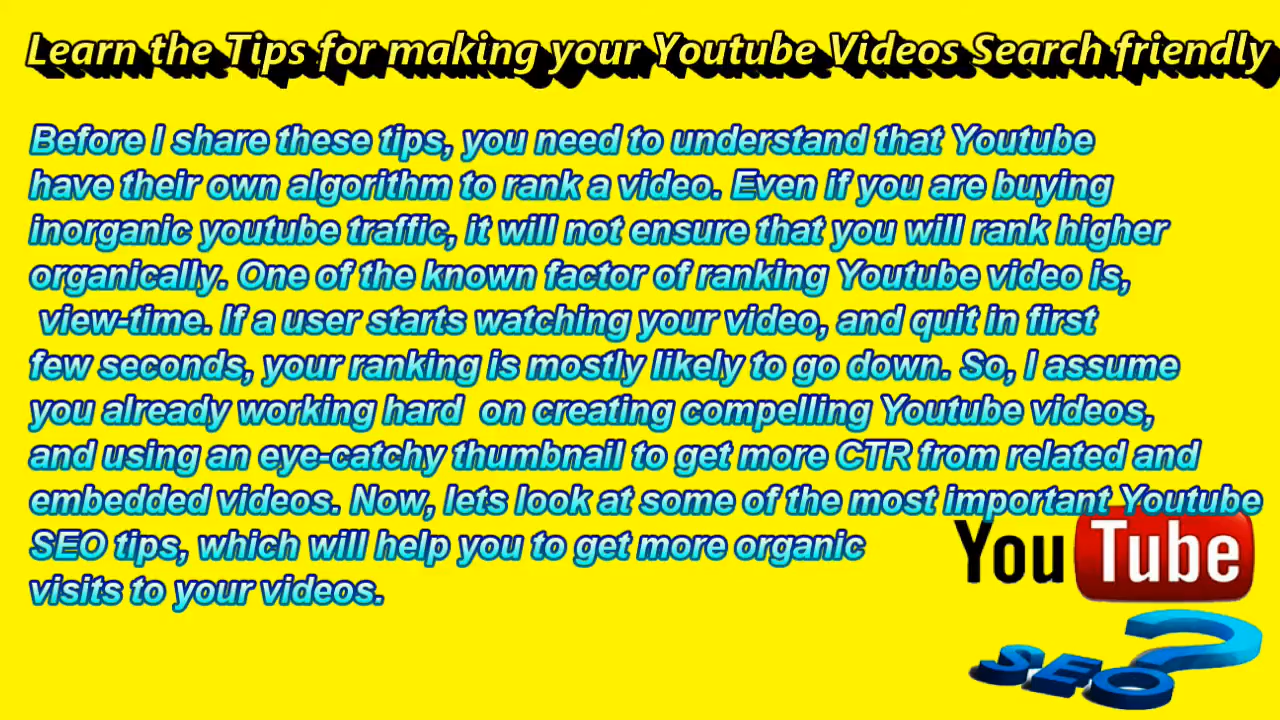 Learn the Tips for making your Youtube Videos Search friendly
Before I share these tips, you need to understand that Youtube
have their own algorithm to rank a video. Even if you are buying
inorganic youtube traffic, it will not ensure that you will rank higher
organically. One of the known factor of ranking Youtube video is,
view-time. If a user starts watching your video, and quit in first
few seconds, your ranking is mostly likely to go down. So, I assume
you already working hard on creating compelling Youtube videos,
and using an eye-catchy thumbnail to get more CTR from related and
embedded videos. Now, lets look at some of the most important Youtube
SEO tips, which will help you to get more organic
visits to your videos.
YouTube
SEO?